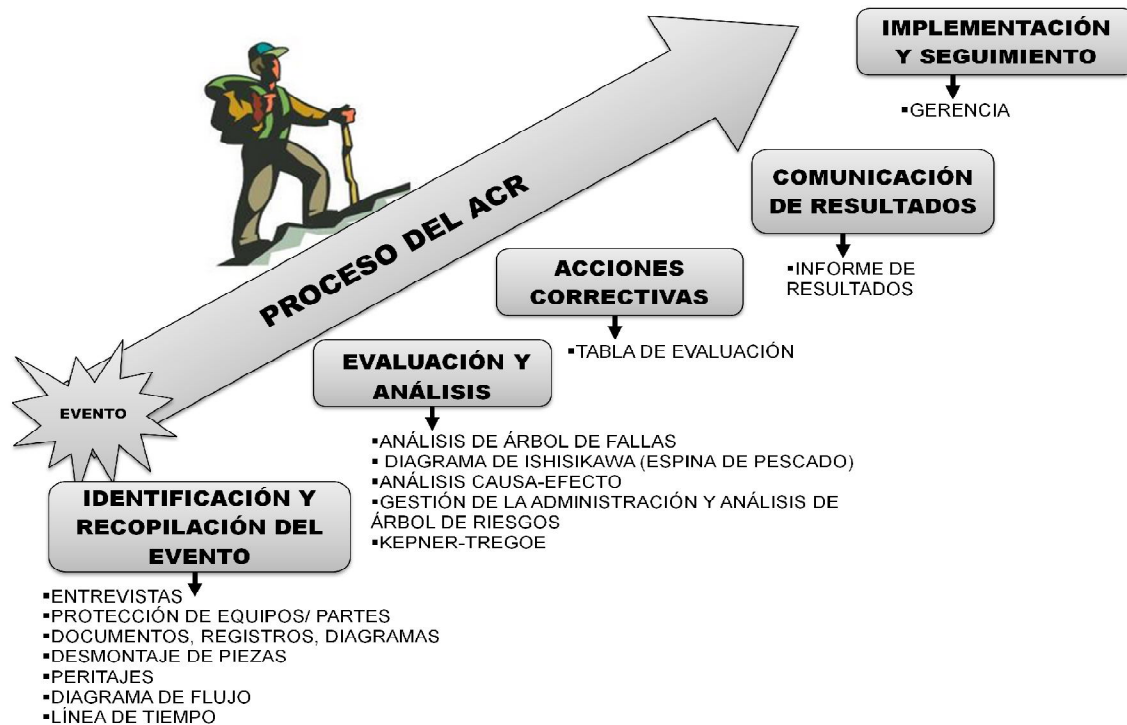 PROCESO DEL ACR
EVENTO
IDENTIFICACIÓN Y
RECOPILACIÓN DEL
EVENTO
▪ENTREVISTAS
▪PROTECCIÓN DE EQUIPOS/ PARTES
▪DOCUMENTOS, REGISTROS, DIAGRAMAS
▪DESMONTAJE DE PIEZAS
▪PERITAJES
▪DIAGRAMA DE FLUJO
▪LÍNEA DE TIEMPO
EVALUACIÓN Y
ANÁLISIS
▪ANÁLISIS DE ÁRBOL DE FALLAS
▪ DIAGRAMA DE ISHISIKAWA (ESPINA DE PESCADO)
▪ANÁLISIS CAUSA-EFECTO
▪GESTIÓN DE LA ADMINISTRACIÓN Y ANÁLISIS DE
ÁRBOL DE RIESGOS
▪KEPNER-TREGOE
ACCIONES
CORRECTIVAS
▪TABLA DE EVALUACIÓN
COMUNICACIÓN
DE RESULTADOS
▪INFORME DE
RESULTADOS
IMPLEMENTACIÓN
Y SEGUIMIENTO
▪GERENCIA